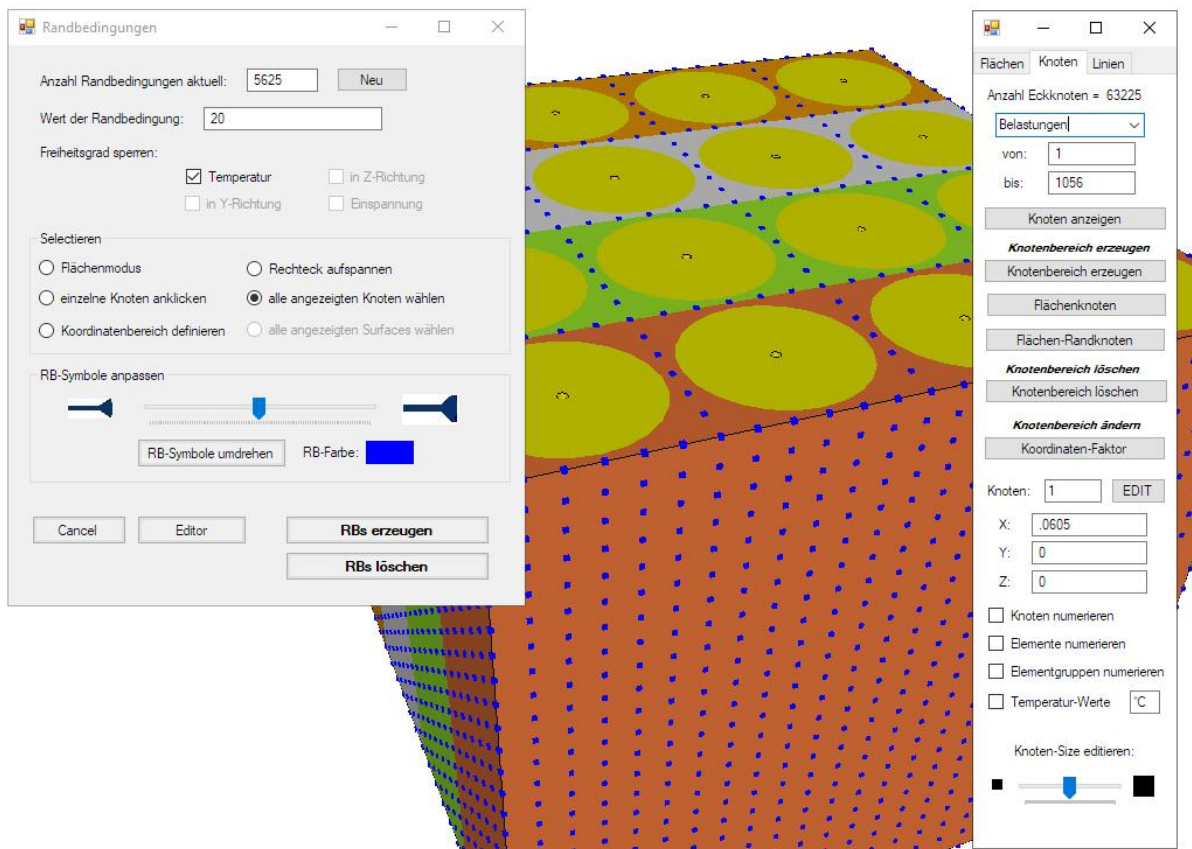 Randbedingungen
Anzahl Randbedingungen aktuell: 5625 Neu
Wert der Randbedingung: 20
Freiheitsgrad sperren:
Temperatur in Z-Richtung
in Y-Richtung Einspannung
Selectieren
Flächenmodus Rechteck aufspannen
einzelne Knoten anklicken alle angezeigten Knoten wählen
Koordinatenbereich definieren alle angezeigten Surfaces wählen
RB-Symbole anpassen
RB-Symbole umdrehen RB-Farbe:
Cancel Editor RBs erzeugen
RBs löschen
Flächen Knoten Linien
Anzahl Eckknoten = 63225
Belastungen
von: 1
bis: 1056
Knoten anzeigen
Knotenbereich erzeugen
Knotenbereich erzeugen
Flächenknoten
Flächen-Randknoten
Knotenbereich löschen
Knotenbereich löschen
Knotenbereich ändern
Koordinaten-Faktor
Knoten: 1 EDIT
X: .0605
Y: 0
Z: 0
Knoten numerieren
Elemente numerieren
Elementgruppen numerieren
Temperatur-Werte °C
Knoten-Size editieren: